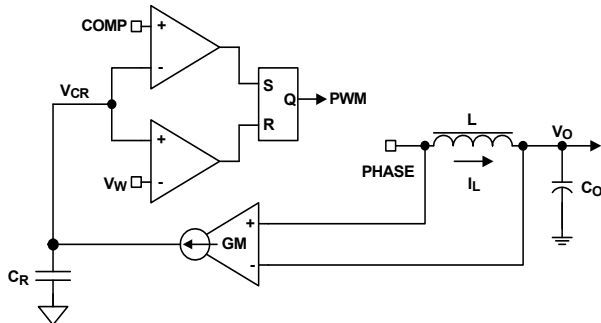 COMP
+
-
VCR
S
Q
PWM
R
+
VW
-
L
VO
PHASE
IL
CO
+
GM
-
CR